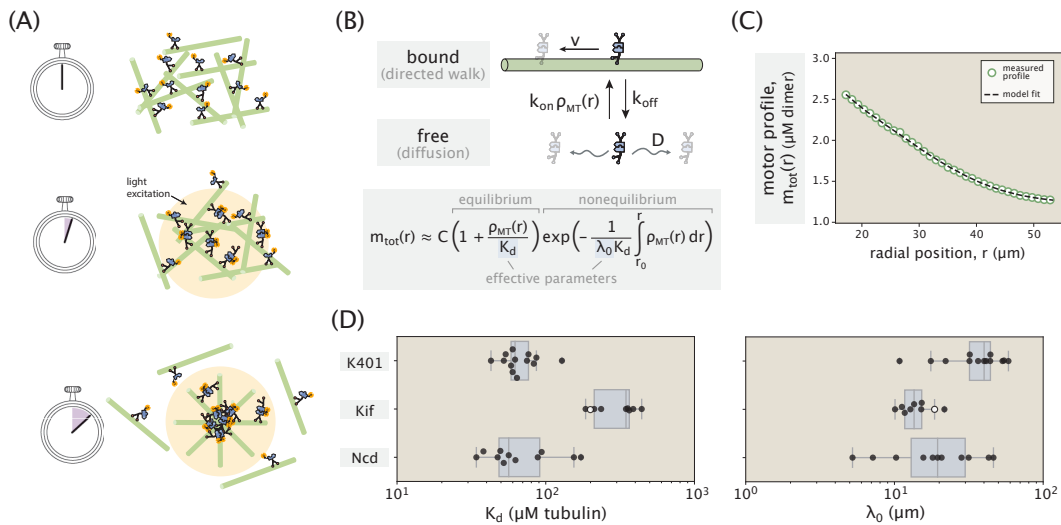 (A)
light
excitation
(B)
bound
(directed walk)
v
k_on ρ_MT(r)
k_off
free
(diffusion)
D
equilibrium
nonequilibrium
m_tot(r) ≈ C(1 + ρ_MT(r)/K_d) exp(−1/(λ_0 K_d) ∫_{r_0}^{r} ρ_MT(r) dr)
effective parameters
(C)
motor profile,
m_tot(r) (μM dimer)
3.0
2.5
2.0
1.5
1.0
measured
profile
model fit
20
30
40
50
radial position, r (μm)
(D)
K401
Kif
Ncd
10^1
10^2
10^3
K_d (μM tubulin)
10^0
10^1
10^2
λ_0 (μm)